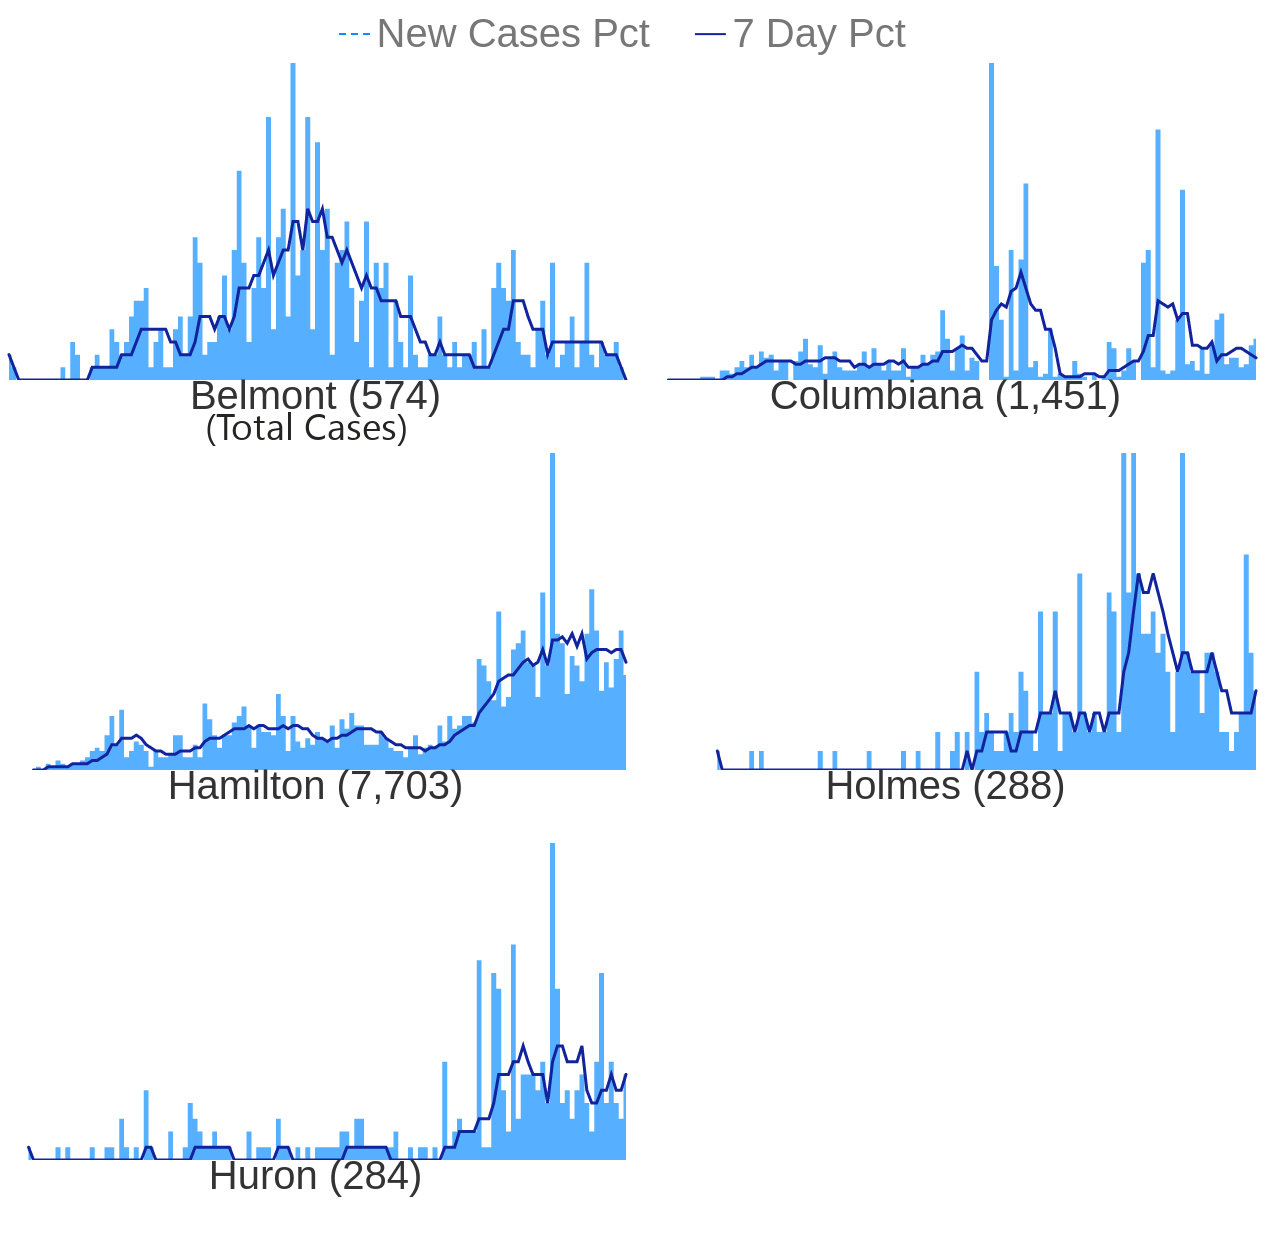 New Cases Pct 7 Day Pct
Belmont (574)
(Total Cases)
Columbiana (1,451)
Hamilton (7,703)
Holmes (288)
Huron (284)